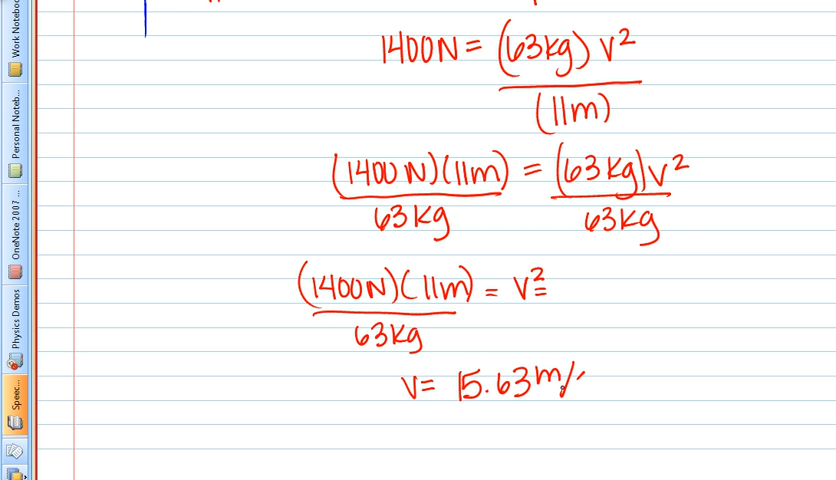 1400N = (63kg) v²
(11m)
(1400N)(11m) = (63kg)v²
63kg 63kg
(1400N)(11m) = v²
63kg
v= 15.63m/
Work Notebo
Personal Noteb...
OneNote 2007 ...
Physics Demos
Speec...